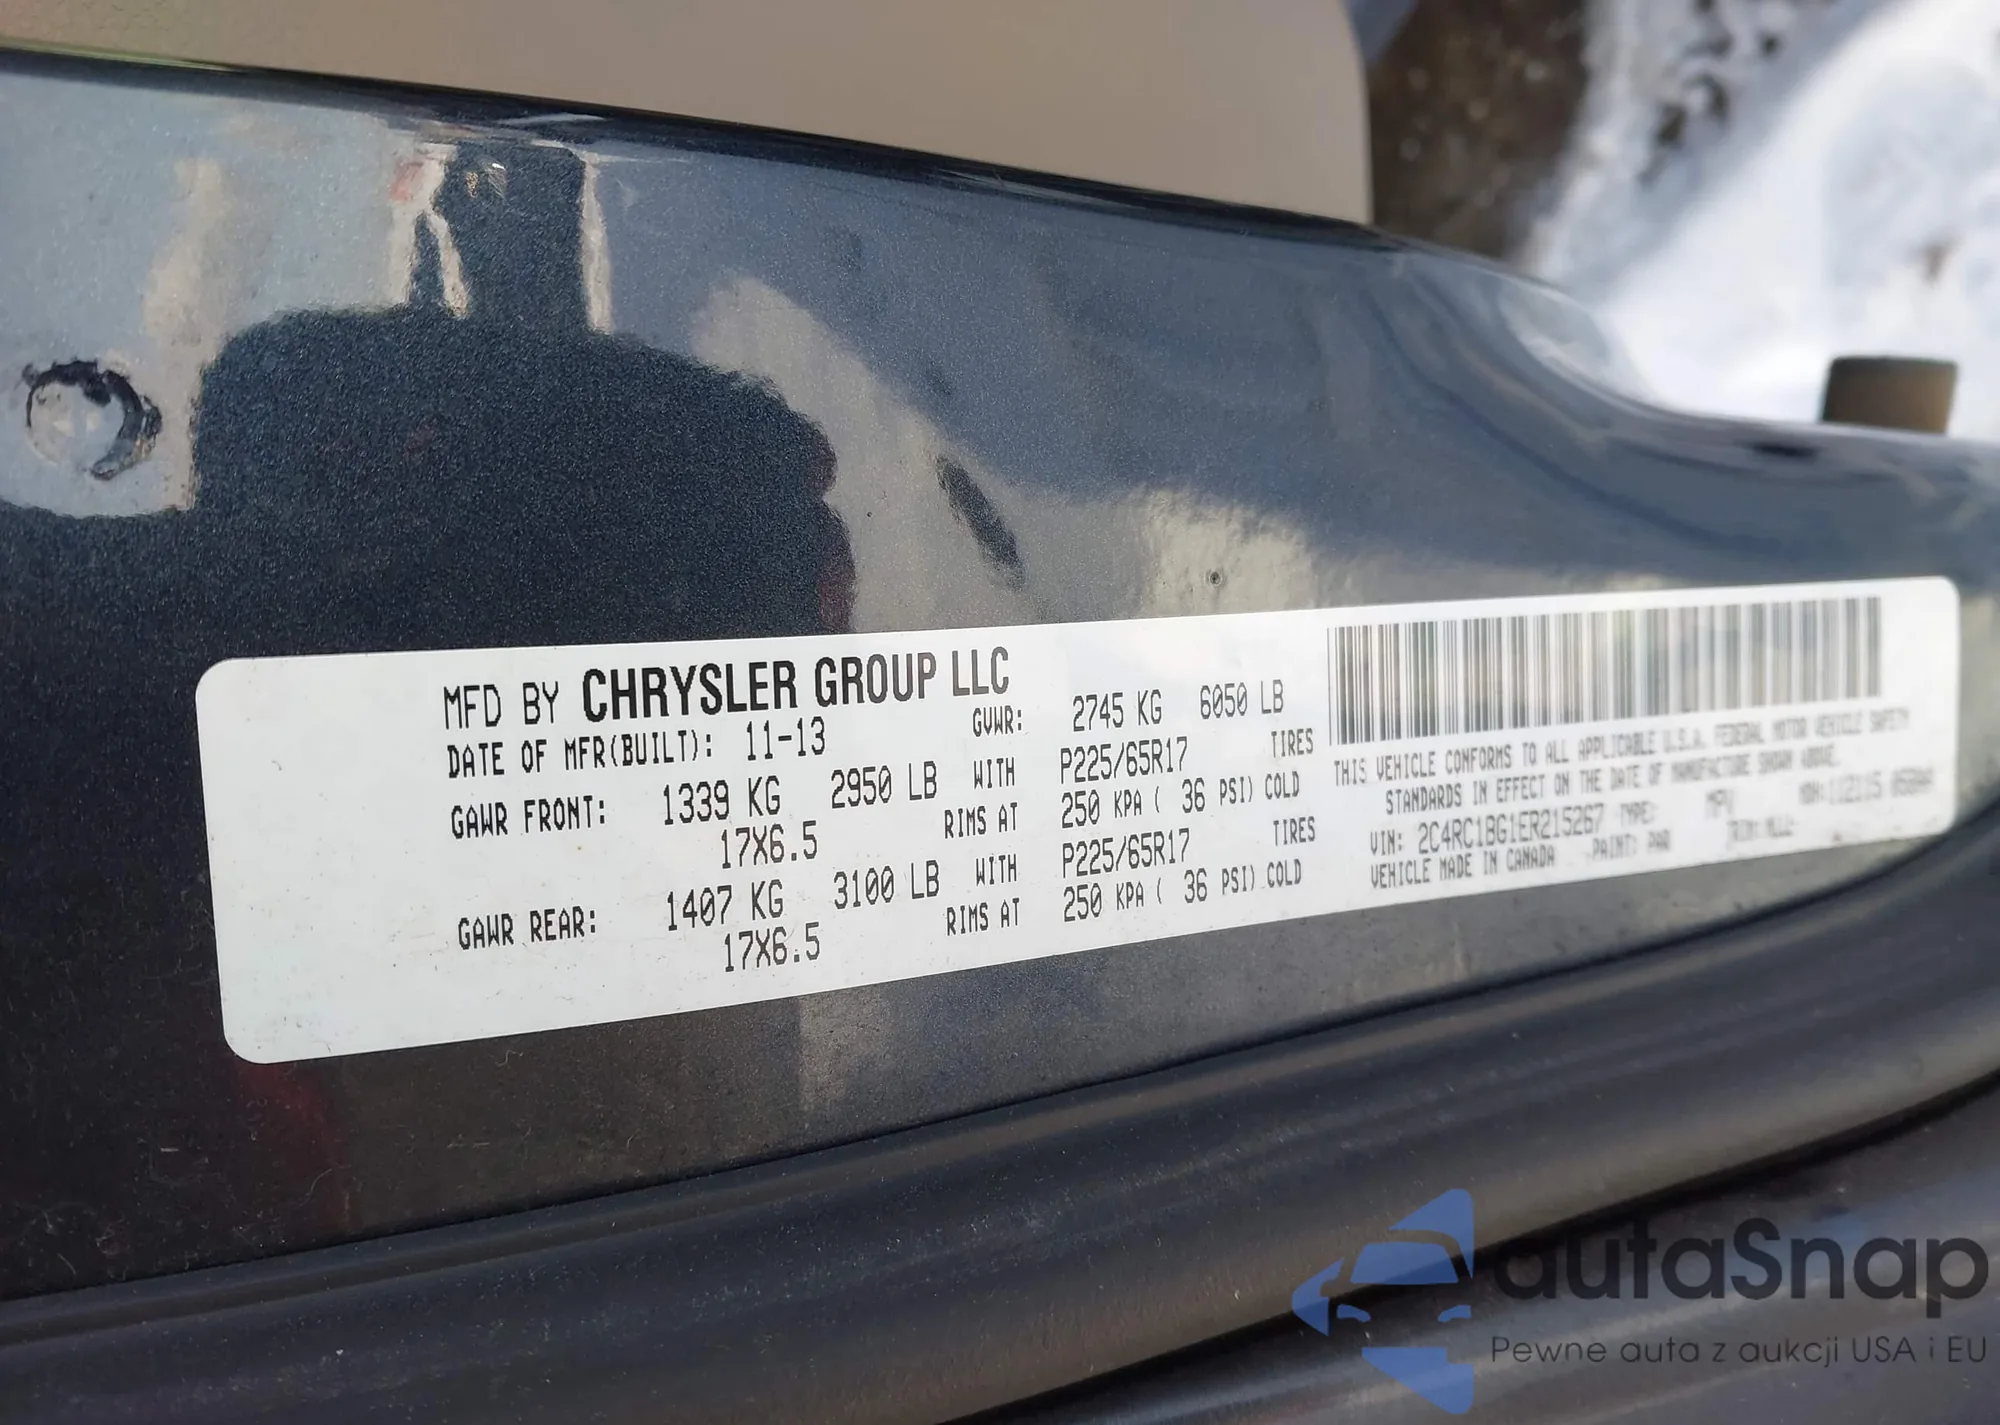 MFD BY CHRYSLER GROUP LLC
DATE OF MFR(BUILT): 11-13 GVWR: 2745 KG 6050 LB
GAWR FRONT: 1339 KG 2950 LB WITH P225/65R17 TIRES
17X6.5 RIMS AT 250 KPA ( 36 PSI) COLD
GAWR REAR: 1407 KG 3100 LB WITH P225/65R17 TIRES
17X6.5 RIMS AT 250 KPA ( 36 PSI) COLD
THIS VEHICLE CONFORMS TO ALL APPLICABLE U.S.A. FEDERAL MOTOR VEHICLE SAFETY
STANDARDS IN EFFECT ON THE DATE OF MANUFACTURE SHOWN ABOVE.
VIN: 2C4RC1BG1ER215267 TYPE: MPV
VEHICLE MADE IN CANADA PAINT:
autaSnap
Pewne auta z aukcji USA i EU